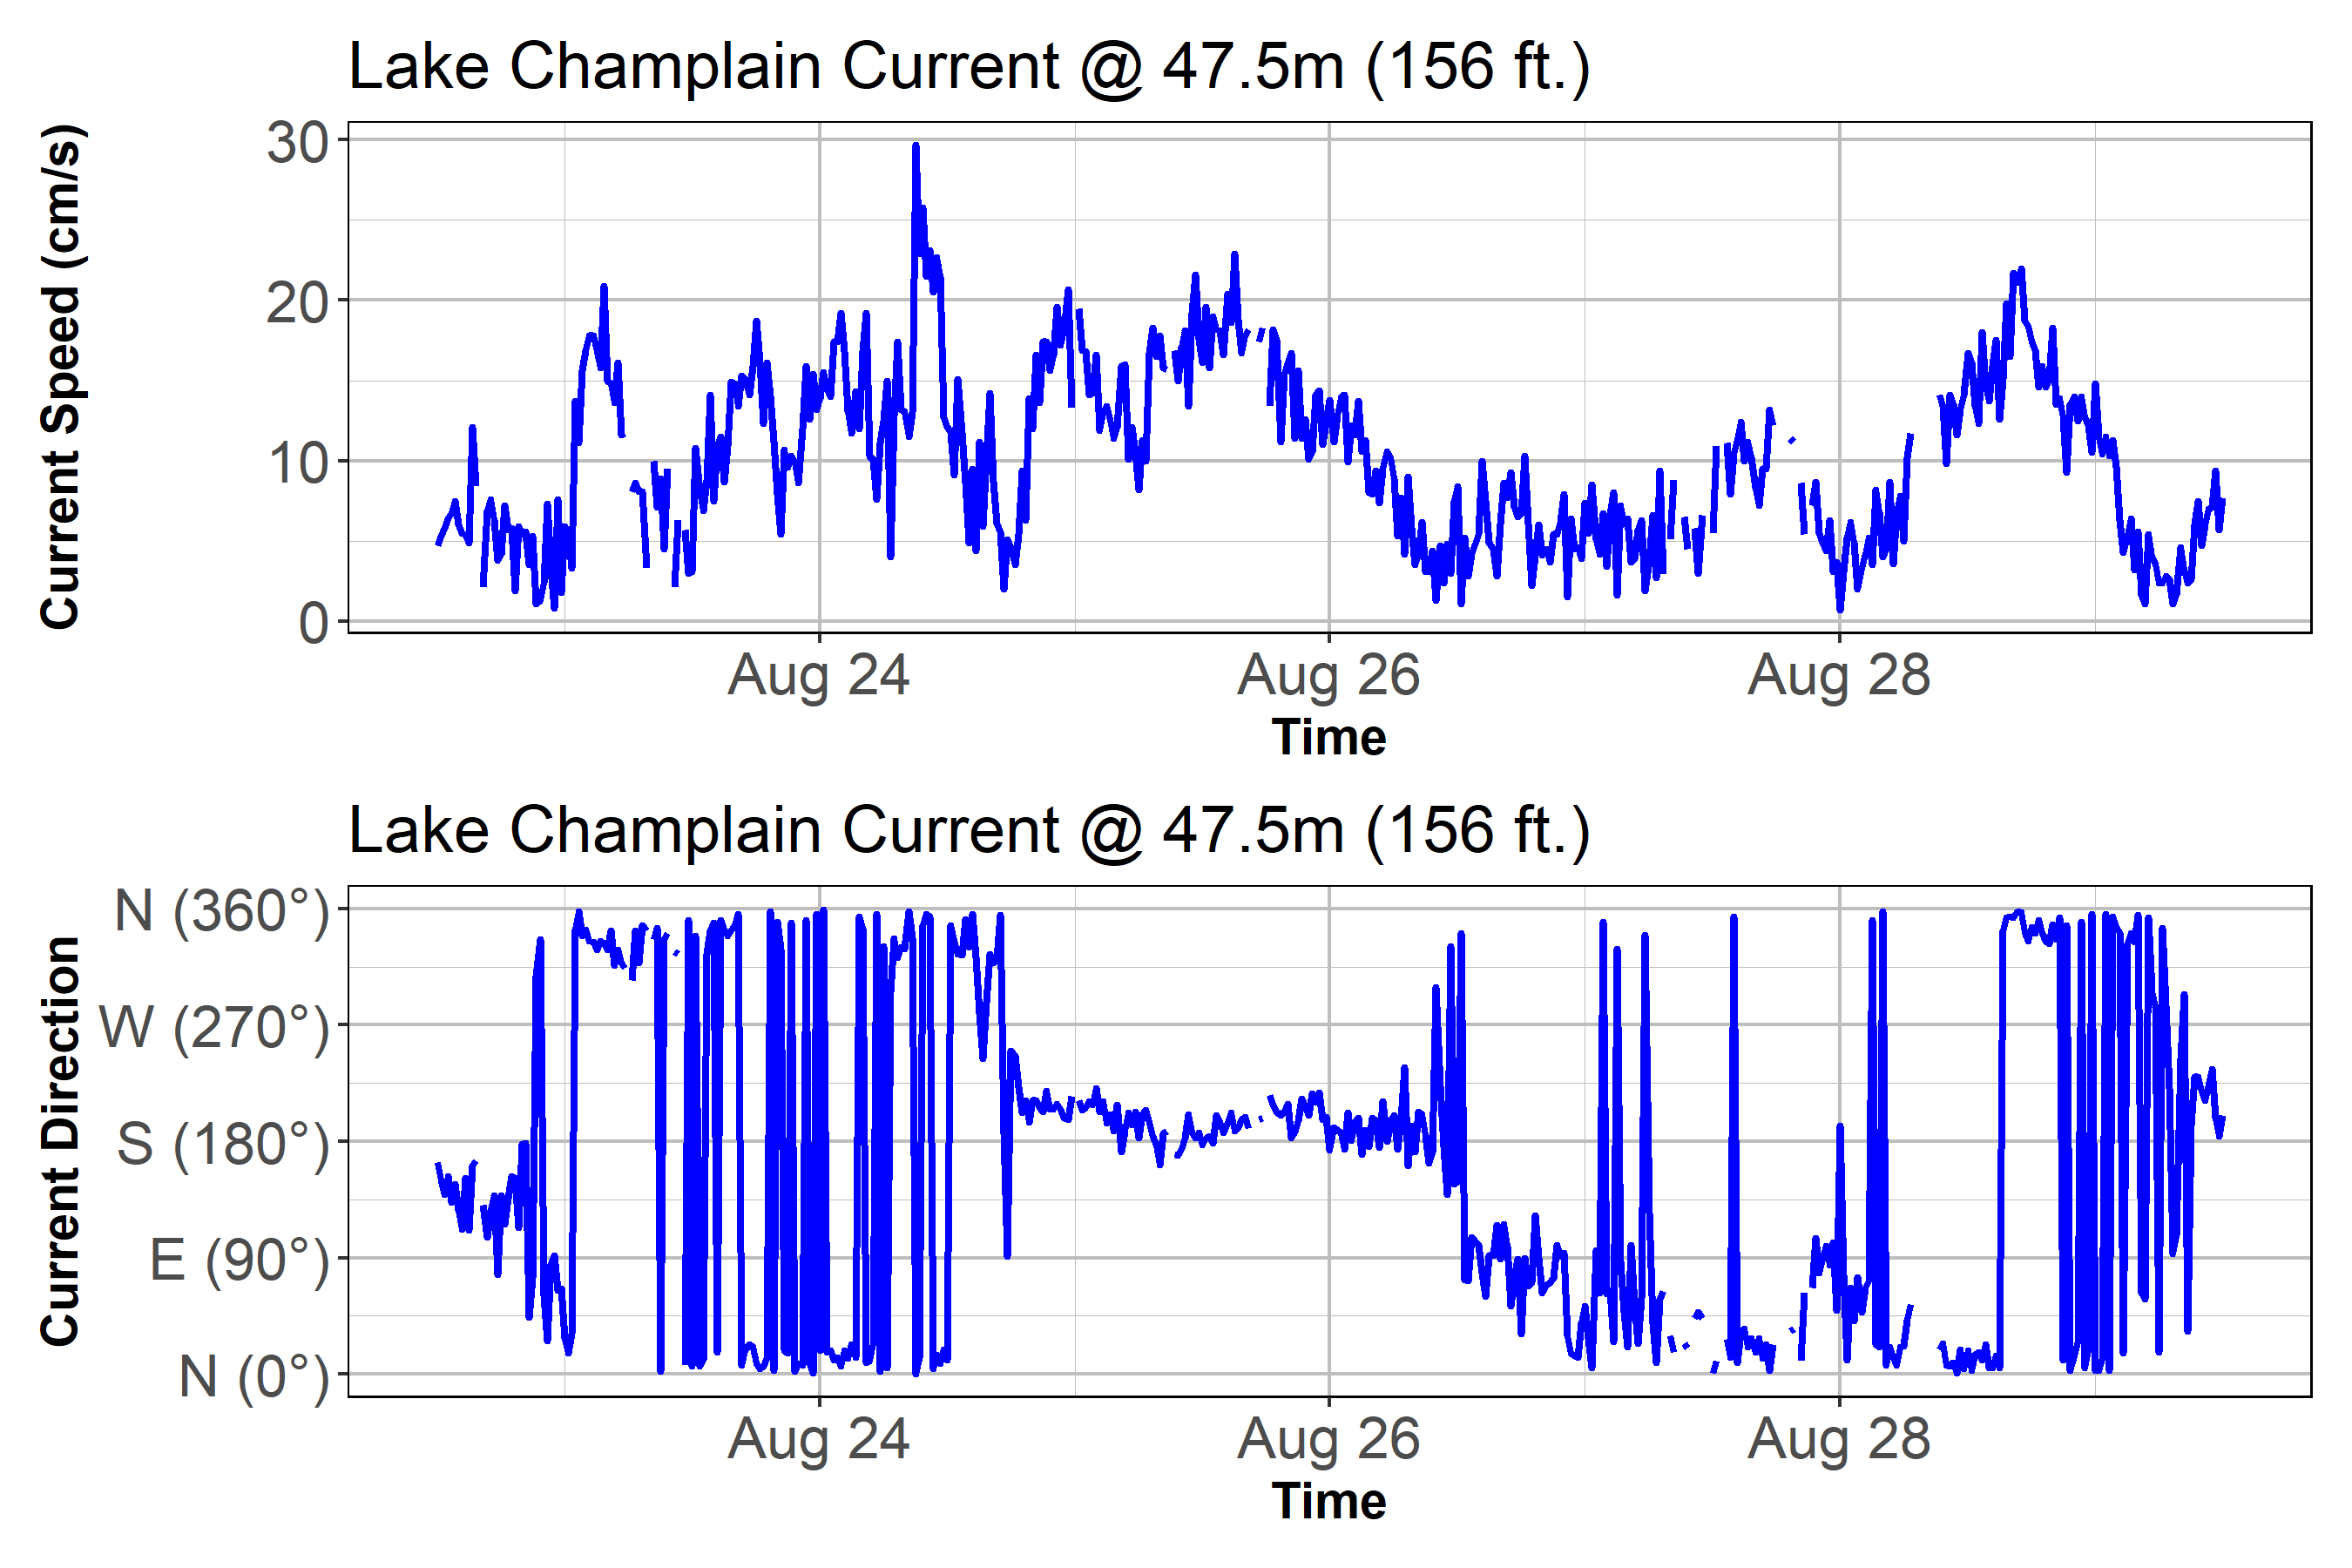 Lake Champlain Current @ 47.5m (156 ft.)
Current Speed (cm/s)
30
20
10
0
Aug 24
Aug 26
Aug 28
Time
Lake Champlain Current @ 47.5m (156 ft.)
Current Direction
N (360°)
W (270°)
S (180°)
E (90°)
N (0°)
Aug 24
Aug 26
Aug 28
Time